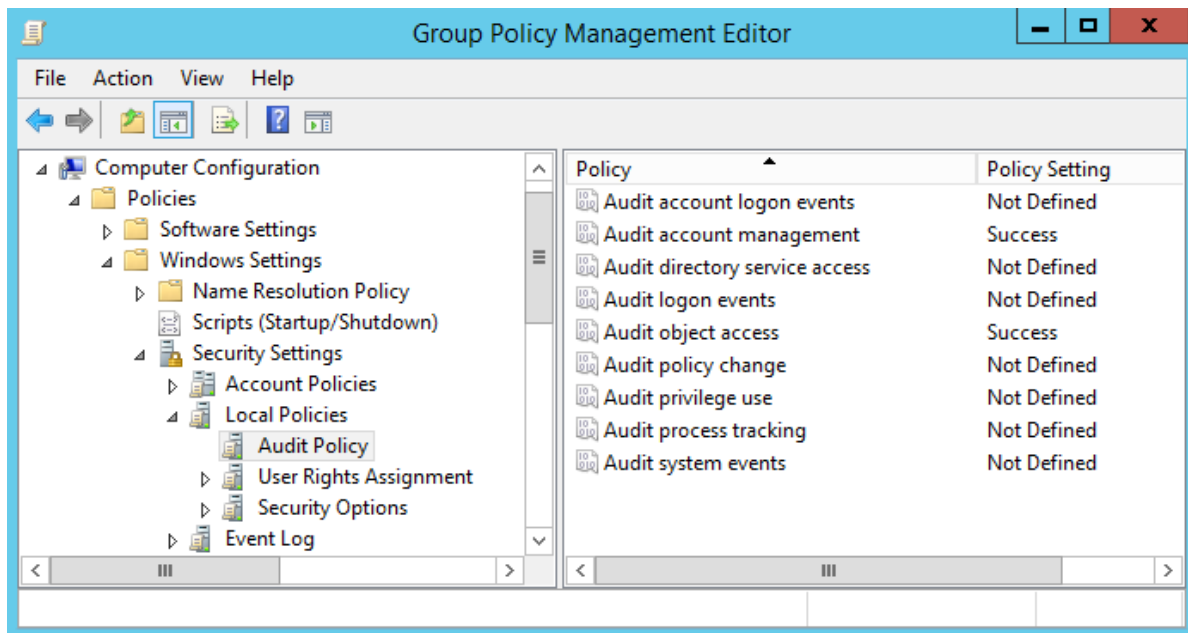 Group Policy Management Editor
File Action View Help
Computer Configuration
Policies
Software Settings
Windows Settings
Name Resolution Policy
Scripts (Startup/Shutdown)
Security Settings
Account Policies
Local Policies
Audit Policy
User Rights Assignment
Security Options
Event Log
Policy Policy Setting
Audit account logon events Not Defined
Audit account management Success
Audit directory service access Not Defined
Audit logon events Not Defined
Audit object access Success
Audit policy change Not Defined
Audit privilege use Not Defined
Audit process tracking Not Defined
Audit system events Not Defined